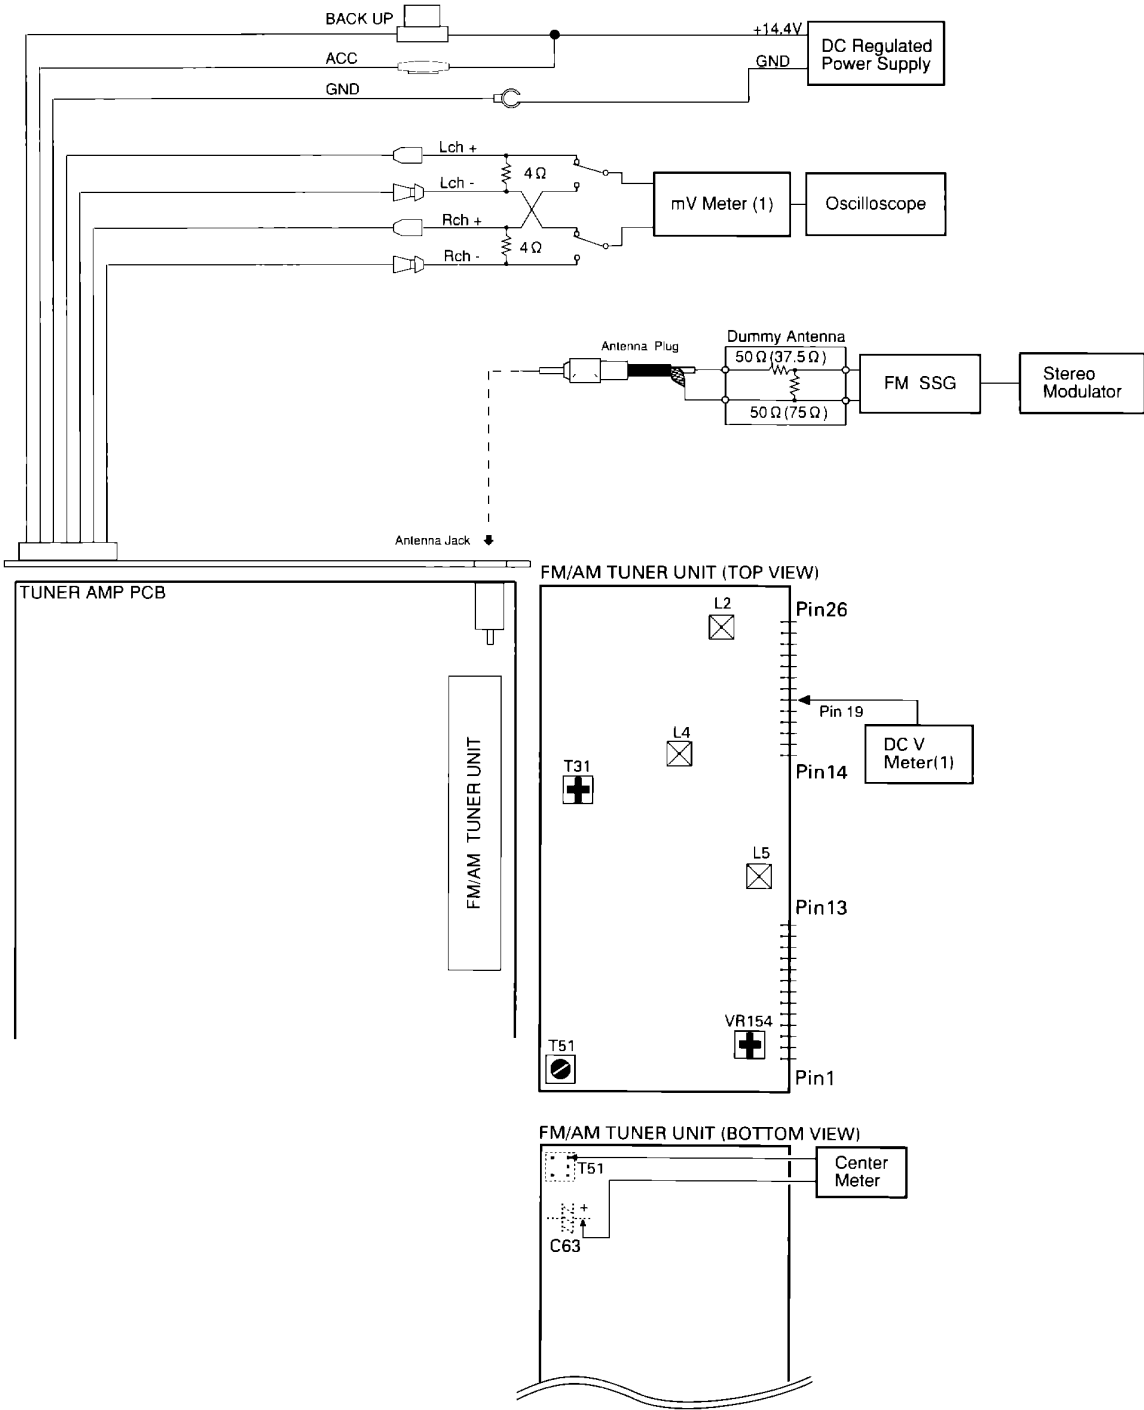 BACK UP
+14.4V
DC Regulated
Power Supply
ACC
GND
GND
Lch +
4Ω
Lch -
mV Meter (1)
Oscilloscope
Rch +
4Ω
Rch -
Dummy Antenna
Antenna Plug
50Ω(37.5Ω)
FM SSG
Stereo
Modulator
50Ω(75Ω)
Antenna Jack
FM/AM TUNER UNIT (TOP VIEW)
TUNER AMP PCB
L2
Pin26
Pin 19
L4
DC V
Meter(1)
T31
Pin14
FM/AM TUNER UNIT
L5
Pin13
VR154
T51
Pin1
FM/AM TUNER UNIT (BOTTOM VIEW)
Center
Meter
T51
+
C63